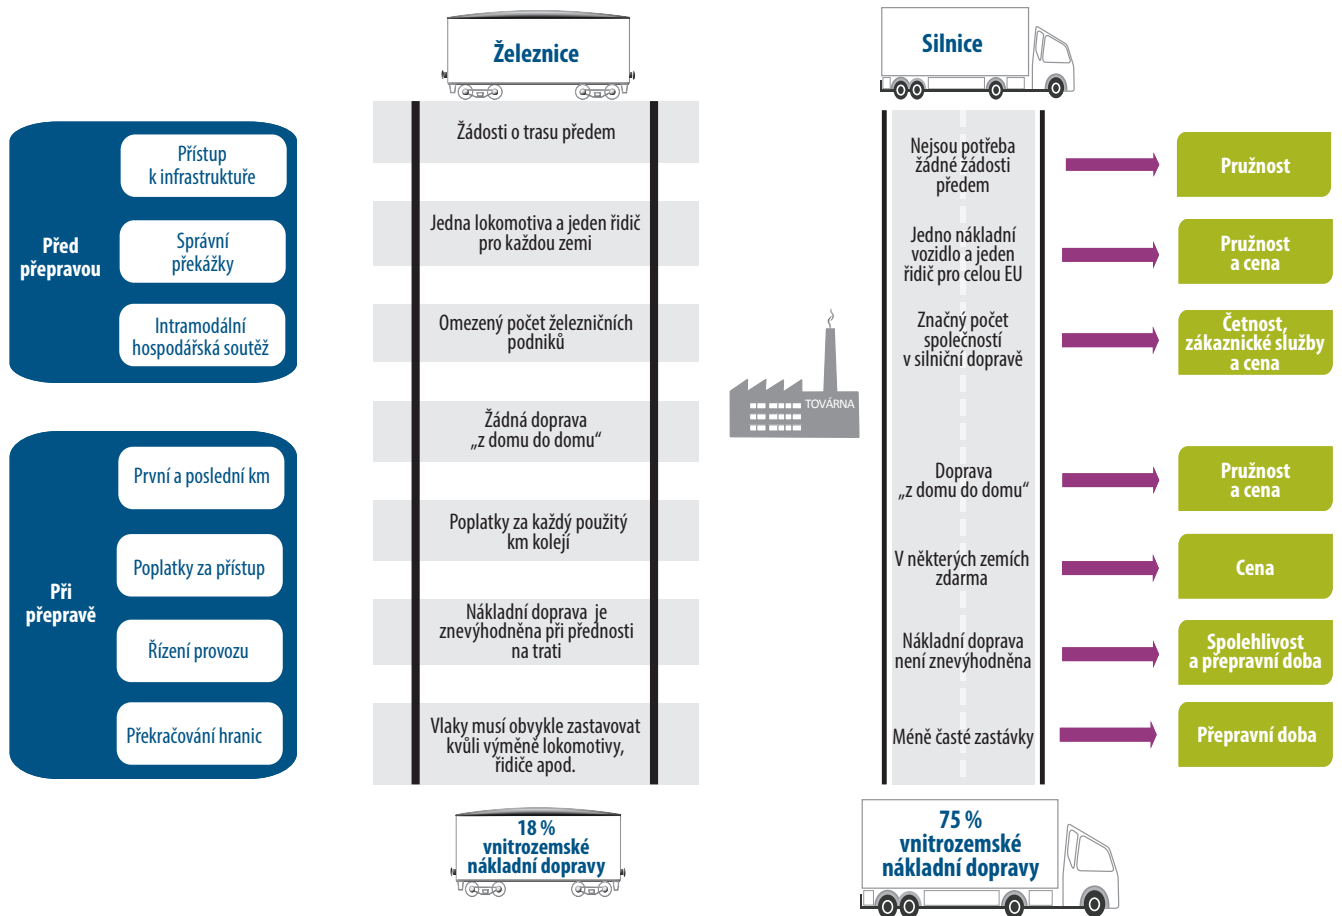 Železnice
Silnice
Před
přepravou
Přístup
k infrastruktuře
Žádosti o trasu předem
Nejsou potřeba
žádné žádosti
předem
Pružnost
Správní
překážky
Jedna lokomotiva a jeden řidič
pro každou zemi
Jedno nákladní
vozidlo a jeden
řidič pro celou EU
Pružnost
a cena
Intramodální
hospodářská soutěž
Omezený počet železničních
podniků
Značný počet
společností
v silniční dopravě
Četnost,
zákaznické služby
a cena
TOVÁRNA
Při
přepravě
První a poslední km
Žádná doprava
„z domu do domu“
Doprava
„z domu do domu“
Pružnost
a cena
Poplatky za přístup
Poplatky za každý použitý
km kolejí
V některých zemích
zdarma
Cena
Řízení provozu
Nákladní doprava je
znevýhodněna při přednosti
na trati
Nákladní doprava
není znevýhodněna
Spolehlivost
a přepravní doba
Překračování hranic
Vlaky musí obvykle zastavovat
kvůli výměně lokomotivy,
řidiče apod.
Méně časté zastávky
Přepravní doba
18 %
vnitrozemské
nákladní dopravy
75 %
vnitrozemské
nákladní dopravy